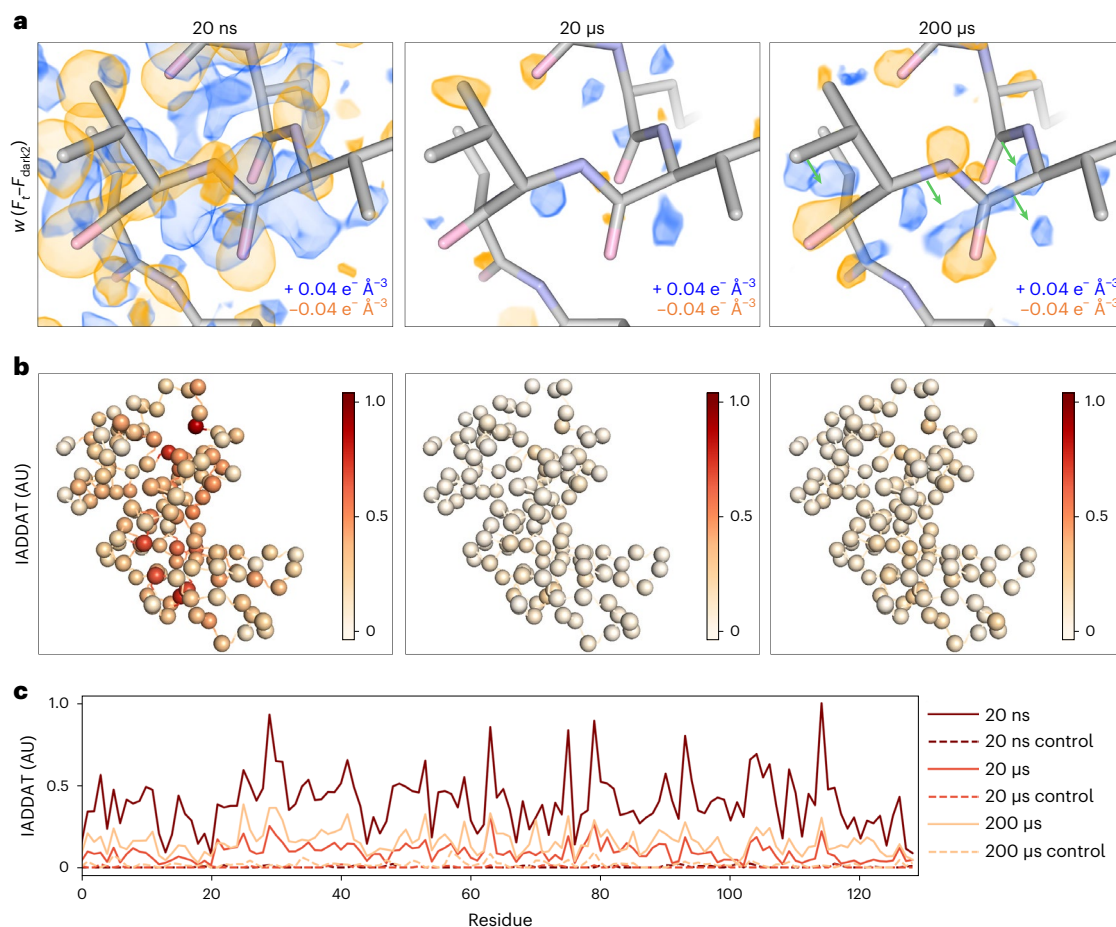 a
20 ns
20 µs
200 µs
w (Ft–Fdark2)
+ 0.04 e– Å–3
–0.04 e– Å–3
+ 0.04 e– Å–3
–0.04 e– Å–3
+ 0.04 e– Å–3
–0.04 e– Å–3
b
IADDAT (AU)
1.0
0.5
0
1.0
0.5
0
1.0
0.5
0
c
IADDAT (AU)
1.0
0.5
0
0
20
40
60
80
100
120
Residue
20 ns
20 ns control
20 µs
20 µs control
200 µs
200 µs control